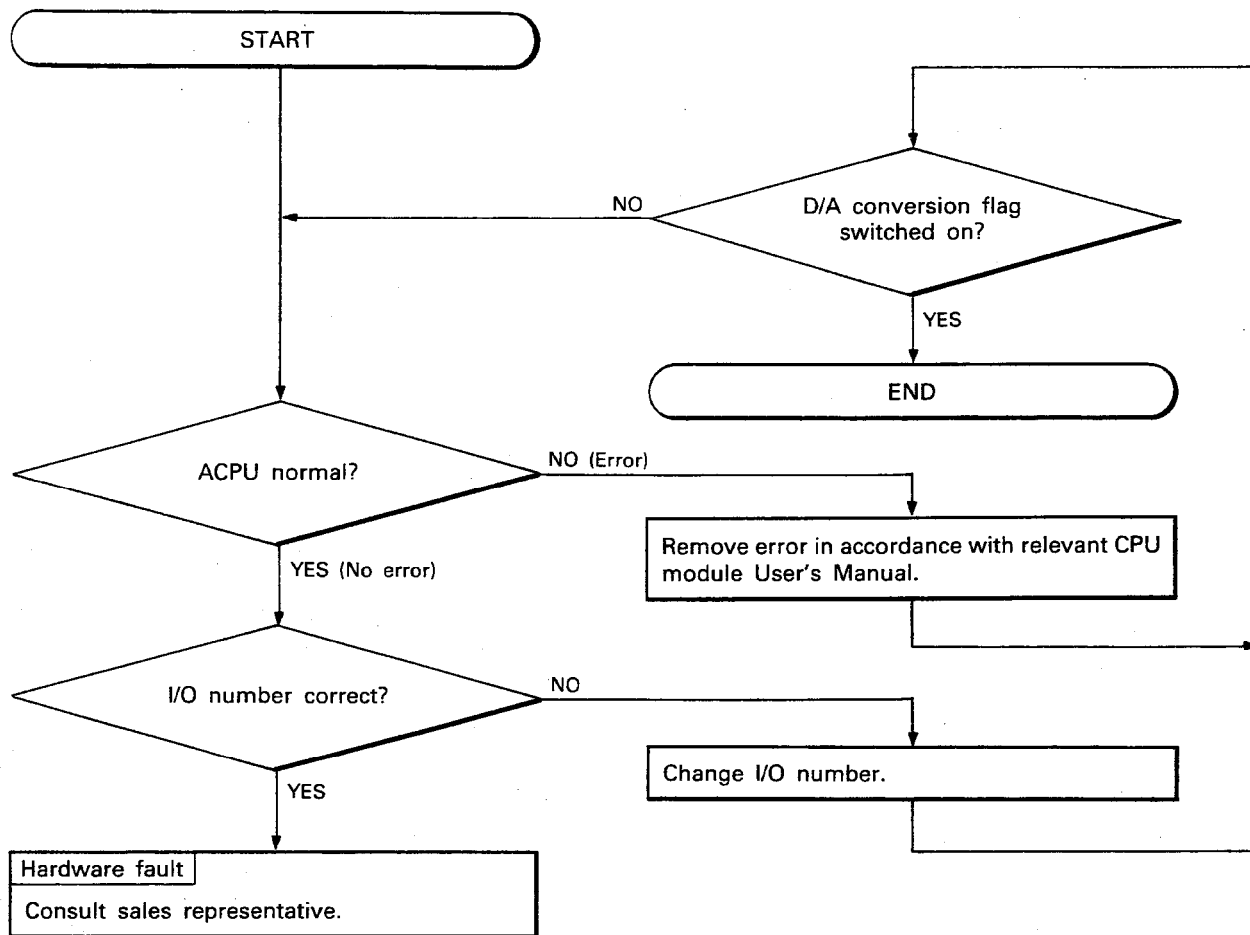 START
NO
D/A conversion flag
switched on?
YES
END
ACPU normal?
NO (Error)
Remove error in accordance with relevant CPU
module User's Manual.
YES (No error)
I/O number correct?
NO
Change I/O number.
YES
Hardware fault
Consult sales representative.